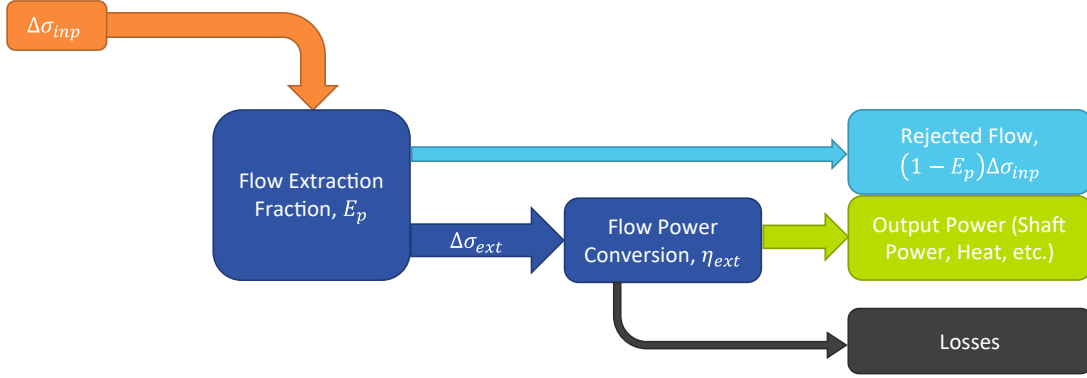 Δσ_inp
Flow Extraction
Fraction, E_p
Rejected Flow,
(1 − E_p)Δσ_inp
Δσ_ext
Flow Power
Conversion, η_ext
Output Power (Shaft
Power, Heat, etc.)
Losses